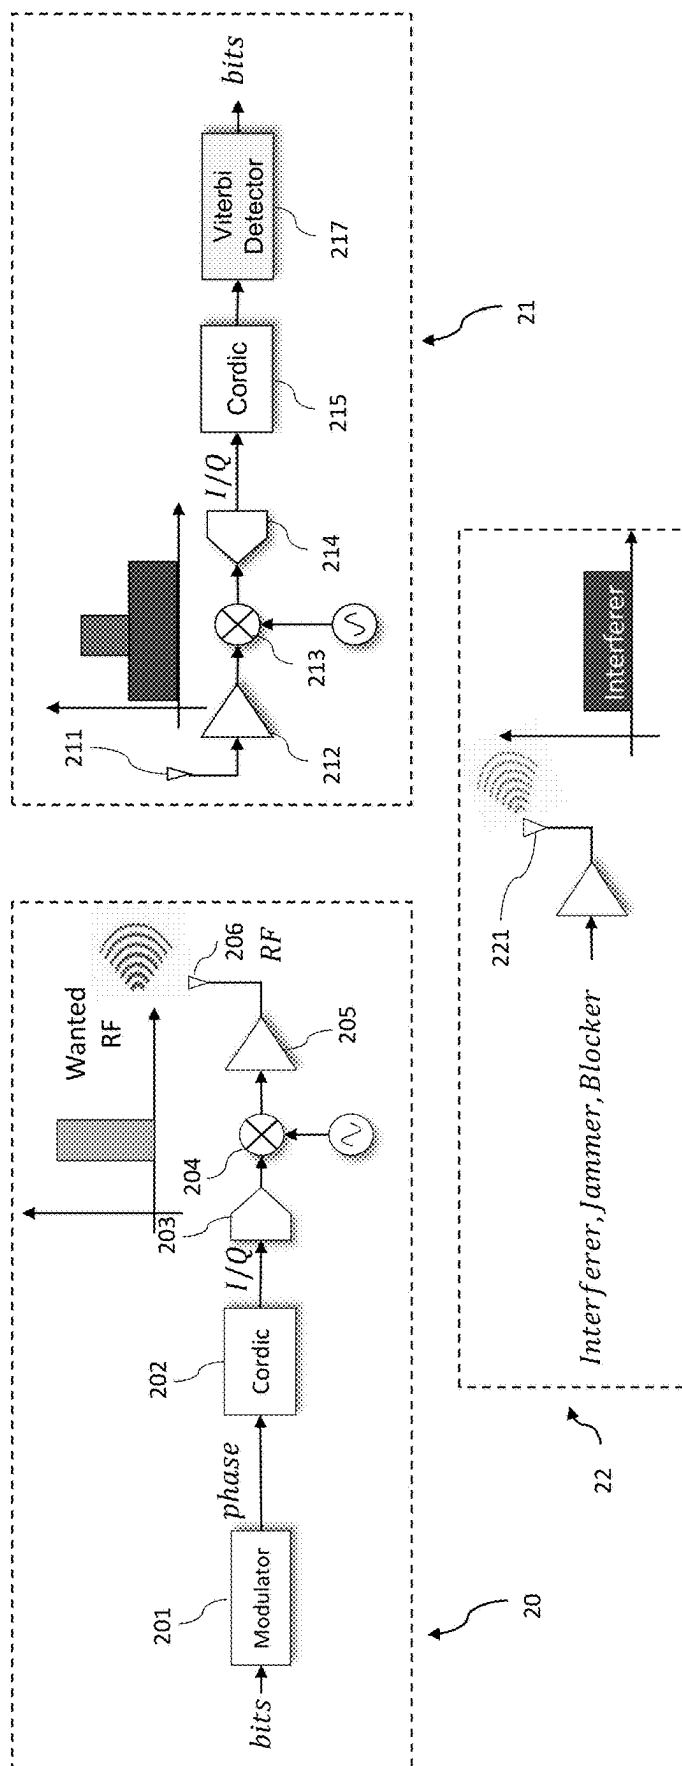 Wanted
RF
bits
Modulator
201
phase
Cordic
202
I/Q
203
204
205
206
RF
20
211
212
213
214
I/Q
Cordic
215
Viterbi
Detector
217
bits
21
Interferer, Jammer, Blocker
221
Interferer
22